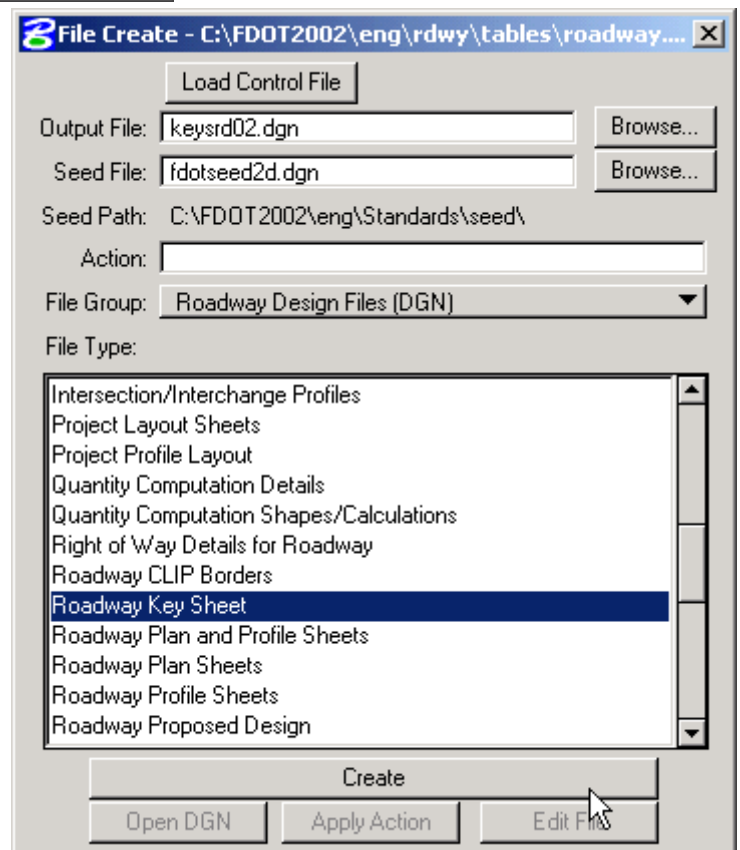 File Create - C:\FDOT2002\eng\rdwy\tables\roadway....
Load Control File
Output File: keysrd02.dgn Browse...
Seed File: fdotseed2d.dgn Browse...
Seed Path: C:\FDOT2002\eng\Standards\seed\
Action:
File Group: Roadway Design Files (DGN)
File Type:
Intersection/Interchange Profiles
Project Layout Sheets
Project Profile Layout
Quantity Computation Details
Quantity Computation Shapes/Calculations
Right of Way Details for Roadway
Roadway CLIP Borders
Roadway Key Sheet
Roadway Plan and Profile Sheets
Roadway Plan Sheets
Roadway Profile Sheets
Roadway Proposed Design
Create
Open DGN Apply Action Edit File